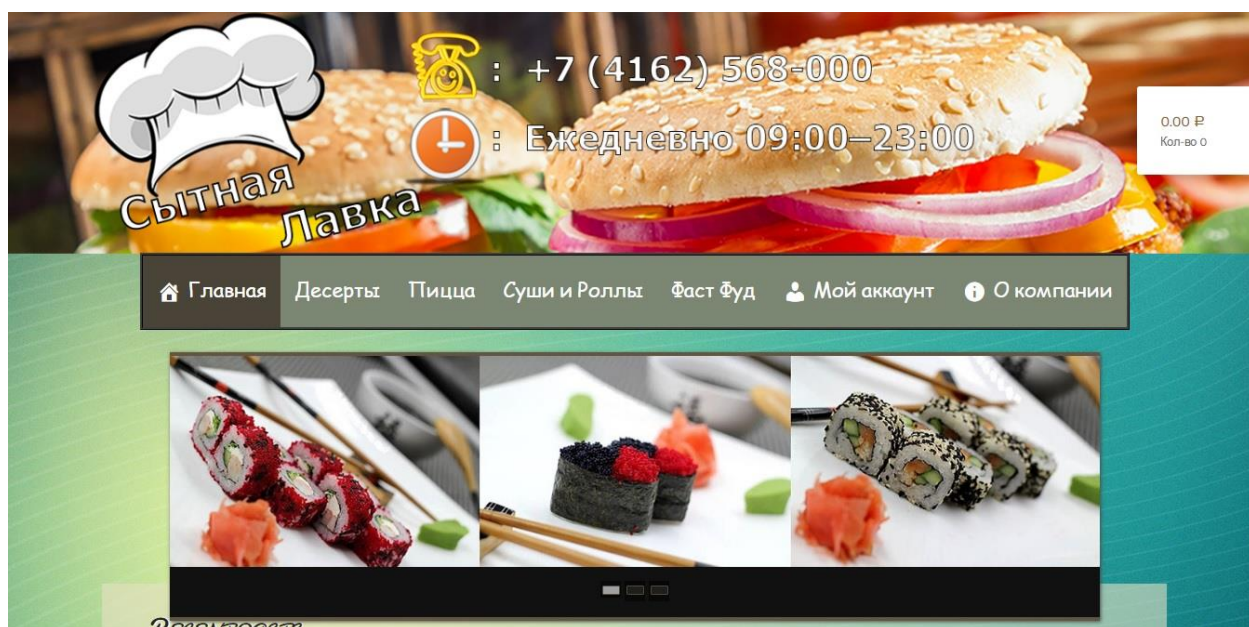 : +7 (4162) 568-000
: Ежедневно 09:00–23:00
Сытная
Лавка
0.00 ₽
Кол-во 0
Главная Десерты Пицца Суши и Роллы Фаст Фуд Мой аккаунт О компании